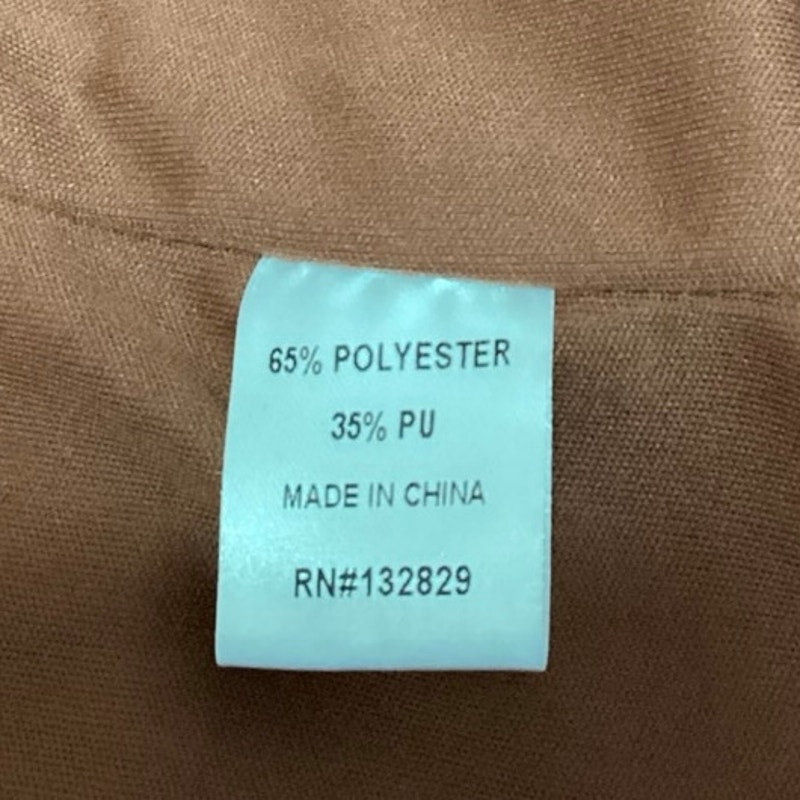 65% POLYESTER
35% PU
MADE IN CHINA
RN#132829